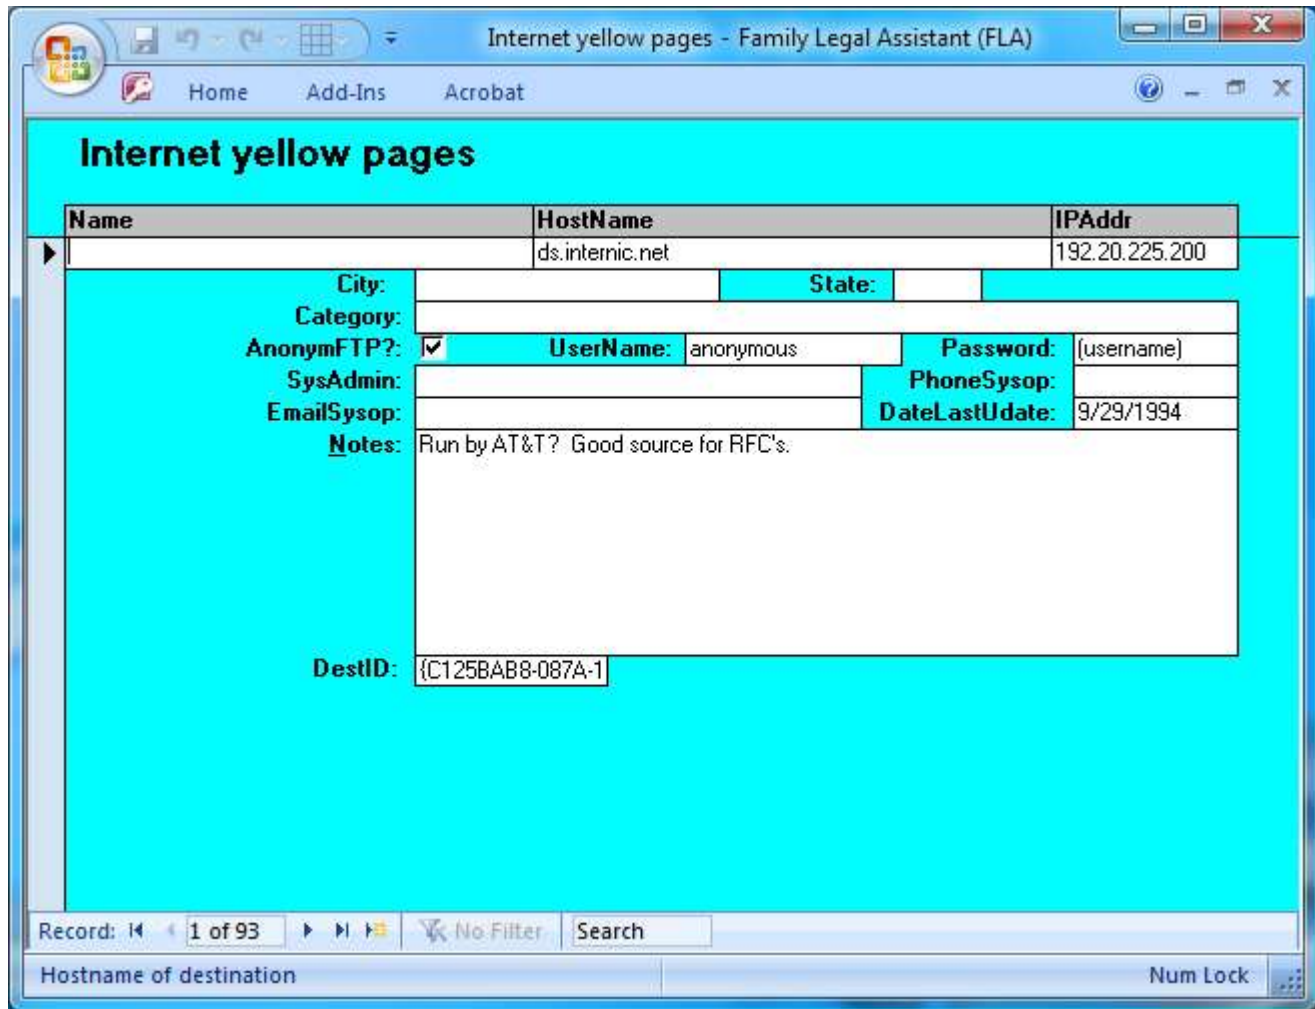 Internet yellow pages - Family Legal Assistant (FLA)
Home Add-Ins Acrobat
Internet yellow pages
Name HostName IPAddr
ds.internic.net 192.20.225.200
City: State:
Category:
AnonymFTP?: UserName: anonymous Password: (username)
SysAdmin: PhoneSysop:
EmailSysop: DateLastUdate: 9/29/1994
Notes: Run by AT&T? Good source for RFC's.
DestID: {C125BAB8-087A-1
Record: 1 of 93 No Filter Search
Hostname of destination Num Lock